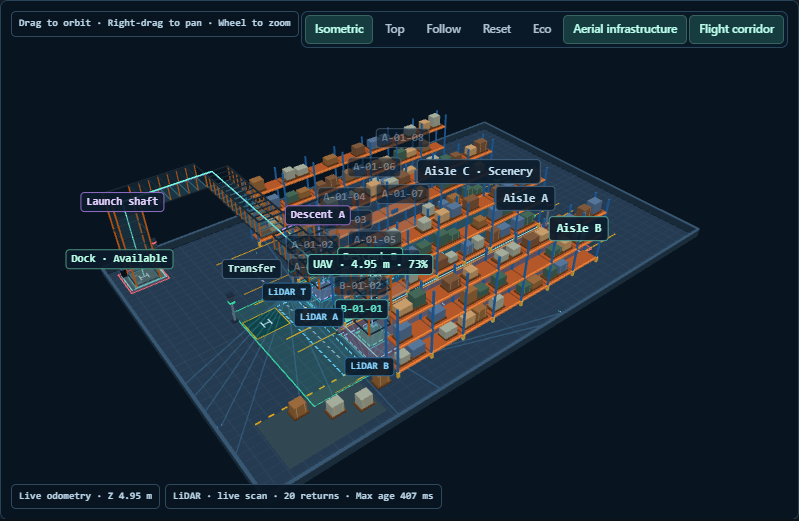 Drag to orbit · Right-drag to pan · Wheel to zoom
Isometric Top Follow Reset Eco Aerial infrastructure Flight corridor
A-01-08
A-01-06
Aisle C · Scenery
A-01-04
A-01-07
Aisle A
Launch shaft
Descent A
Aisle B
A-01-05
A-01-02
Dock · Available
Transfer
UAV · 4.95 m · 73%
B-01-02
LiDAR T
B-01-01
LiDAR A
LiDAR B
Live odometry · Z 4.95 m
LiDAR · live scan · 20 returns · Max age 407 ms